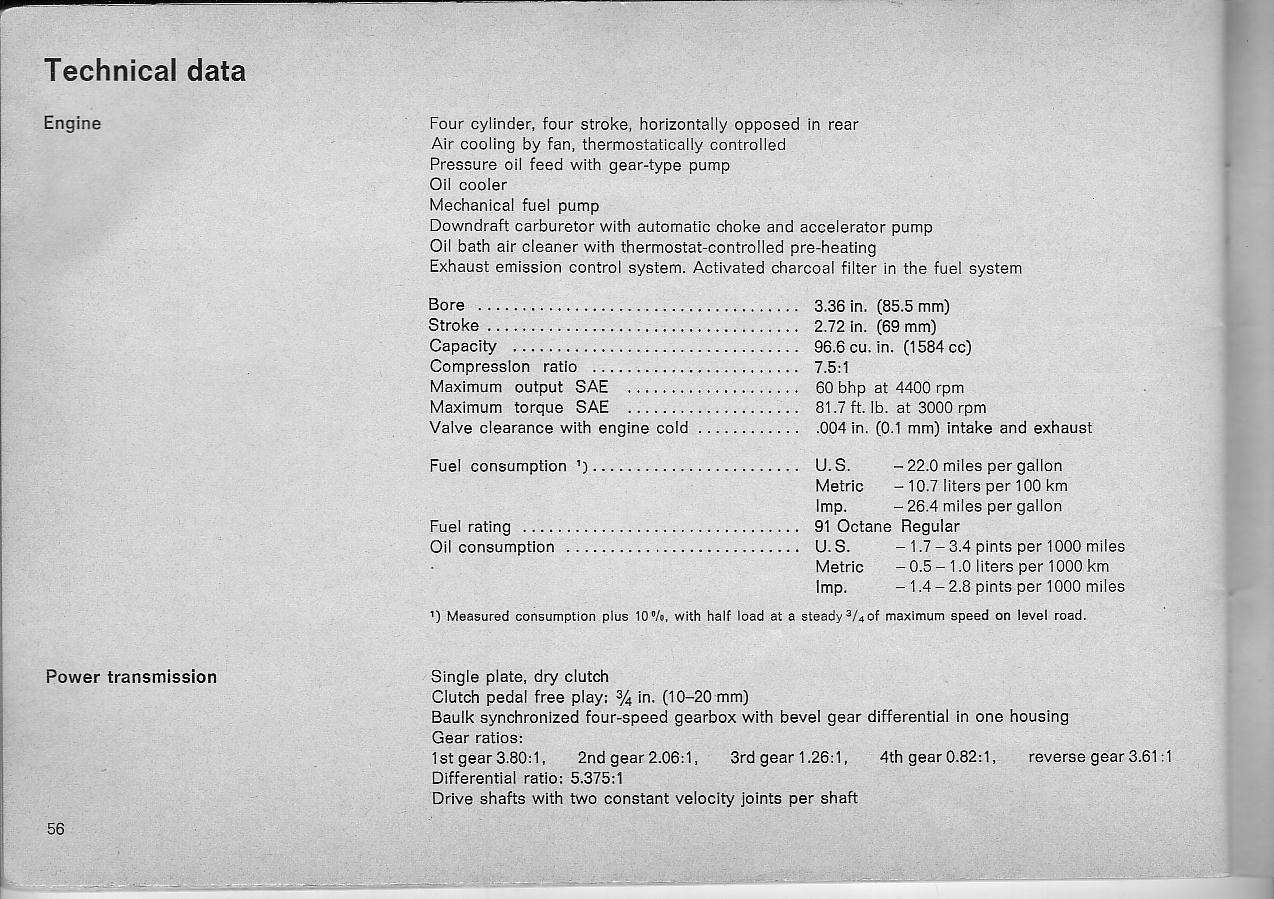 Technical data
Engine
Four cylinder, four stroke, horizontally opposed in rear
Air cooling by fan, thermostatically controlled
Pressure oil feed with gear-type pump
Oil cooler
Mechanical fuel pump
Downdraft carburetor with automatic choke and accelerator pump
Oil bath air cleaner with thermostat-controlled pre-heating
Exhaust emission control system. Activated charcoal filter in the fuel system
Bore ..................................... 3.36 in. (85.5 mm)
Stroke .................................... 2.72 in. (69 mm)
Capacity ................................. 96.6 cu. in. (1584 cc)
Compression ratio ........................ 7.5:1
Maximum output SAE .................... 60 bhp at 4400 rpm
Maximum torque SAE .................... 81.7 ft. lb. at 3000 rpm
Valve clearance with engine cold ............ .004 in. (0.1 mm) intake and exhaust
Fuel consumption ¹) ........................ U.S. – 22.0 miles per gallon
Metric – 10.7 liters per 100 km
Imp. – 26.4 miles per gallon
Fuel rating ................................ 91 Octane Regular
Oil consumption ........................... U.S. – 1.7 – 3.4 pints per 1000 miles
Metric – 0.5 – 1.0 liters per 1000 km
Imp. – 1.4 – 2.8 pints per 1000 miles
¹) Measured consumption plus 10%, with half load at a steady ¾ of maximum speed on level road.
Power transmission
Single plate, dry clutch
Clutch pedal free play: ¾ in. (10–20 mm)
Baulk synchronized four-speed gearbox with bevel gear differential in one housing
Gear ratios:
1st gear 3.80:1, 2nd gear 2.06:1, 3rd gear 1.26:1, 4th gear 0.82:1, reverse gear 3.61:1
Differential ratio: 5.375:1
Drive shafts with two constant velocity joints per shaft
56